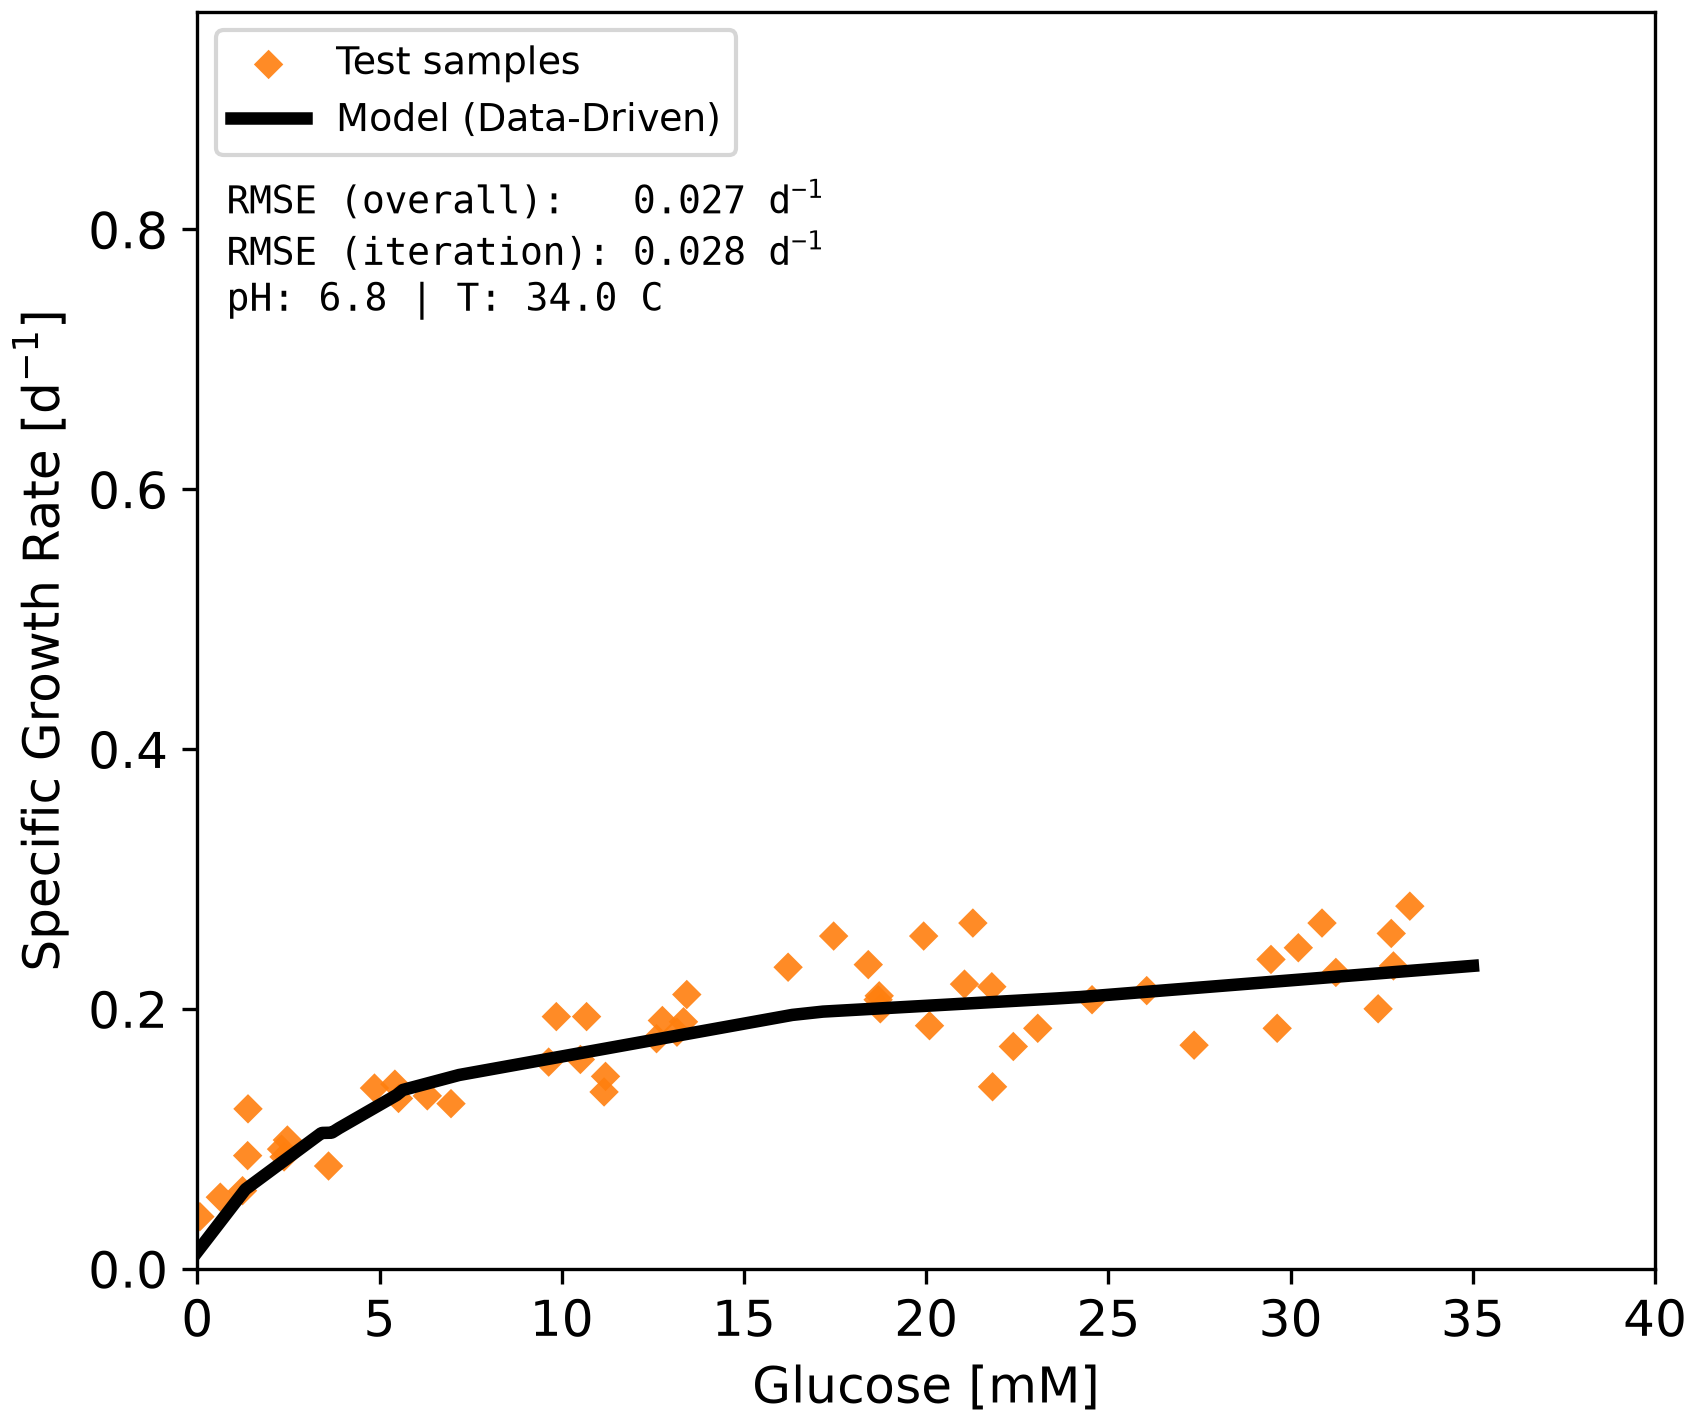 Test samples
Model (Data-Driven)
RMSE (overall):   0.027 d⁻¹
RMSE (iteration): 0.028 d⁻¹
pH: 6.8 | T: 34.0 C
Specific Growth Rate [d⁻¹]
0.8
0.6
0.4
0.2
0.0
0 5 10 15 20 25 30 35 40
Glucose [mM]